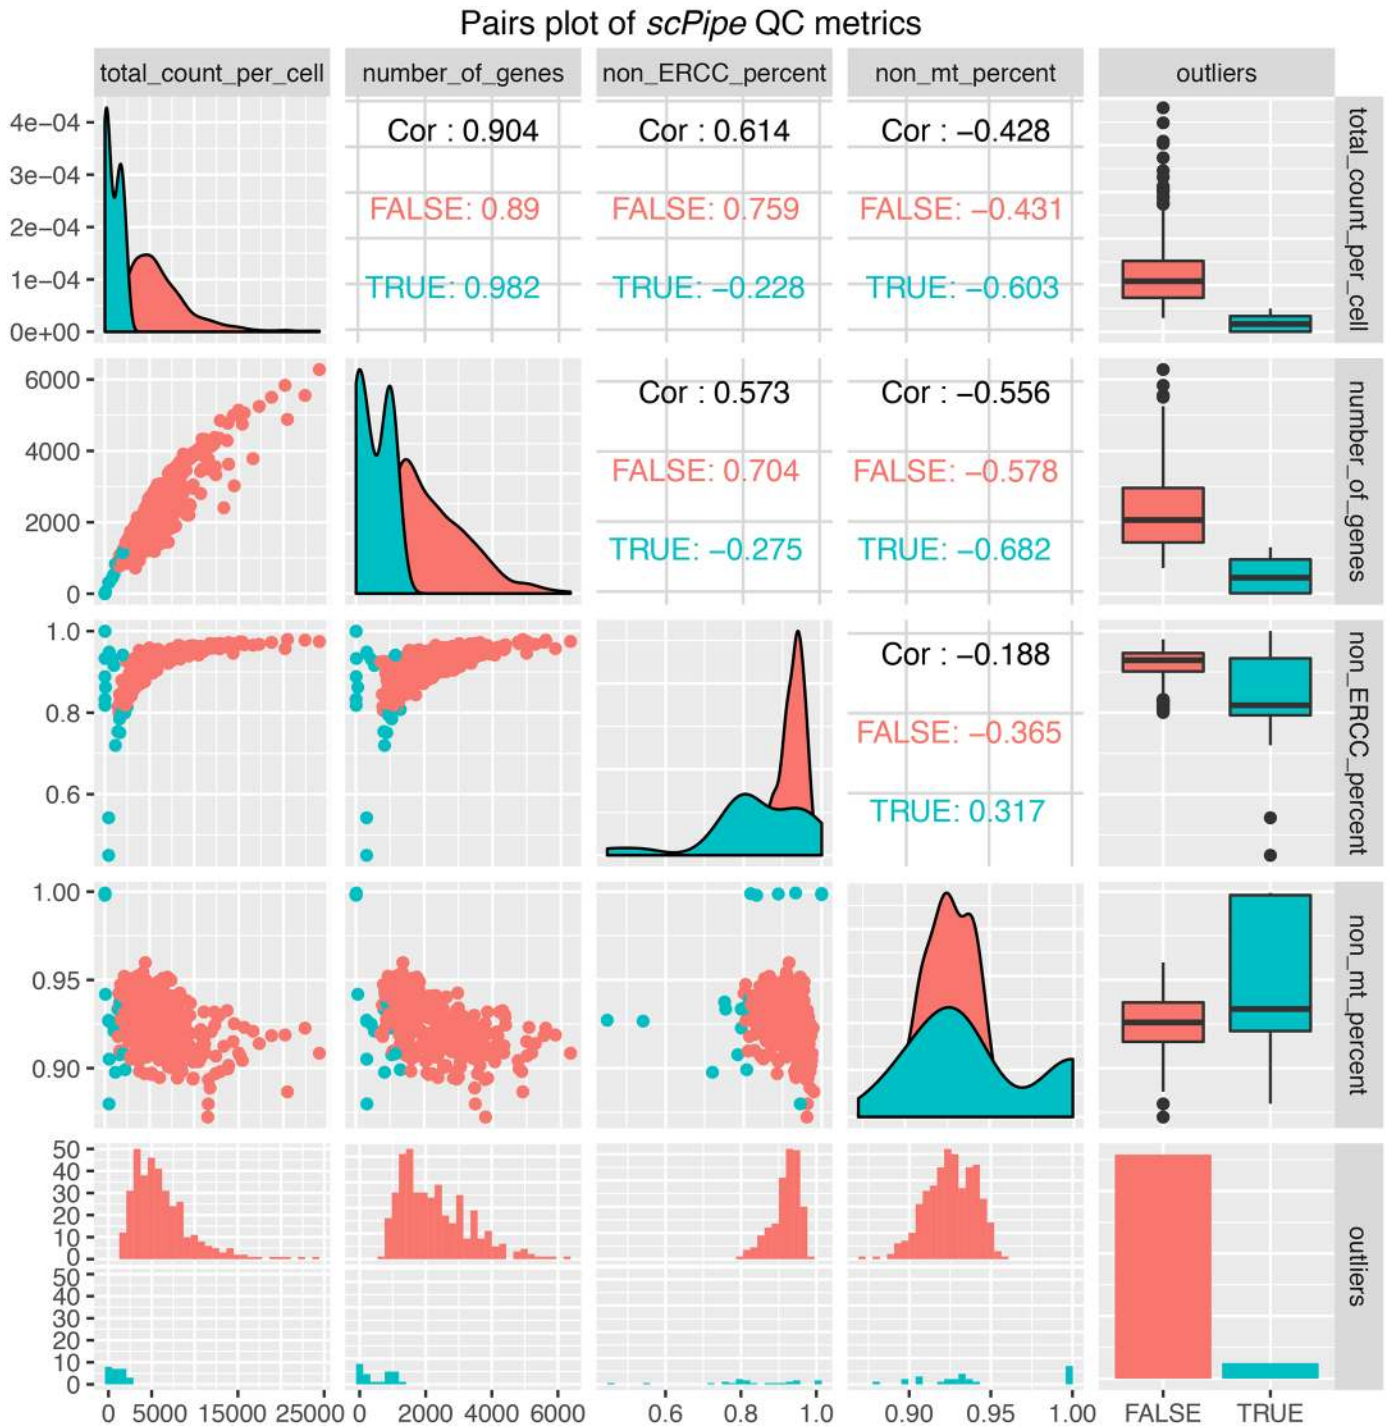 Pairs plot of scPipe QC metrics
total_count_per_cell number_of_genes non_ERCC_percent non_mt_percent outliers
4e−04
3e−04
2e−04
1e−04
0e+00
Cor : 0.904
FALSE: 0.89
TRUE: 0.982
Cor : 0.614
FALSE: 0.759
TRUE: −0.228
Cor : −0.428
FALSE: −0.431
TRUE: −0.603
total_count_per_cell
6000
4000
2000
0
Cor : 0.573
FALSE: 0.704
TRUE: −0.275
Cor : −0.556
FALSE: −0.578
TRUE: −0.682
number_of_genes
1.0
0.8
0.6
Cor : −0.188
FALSE: −0.365
TRUE: 0.317
non_ERCC_percent
1.00
0.95
0.90
non_mt_percent
50
40
30
20
10
0
50
40
30
20
10
0
outliers
0 5000 15000 25000 0 2000 4000 6000 0.6 0.8 1.0 0.90 0.95 1.00 FALSE TRUE